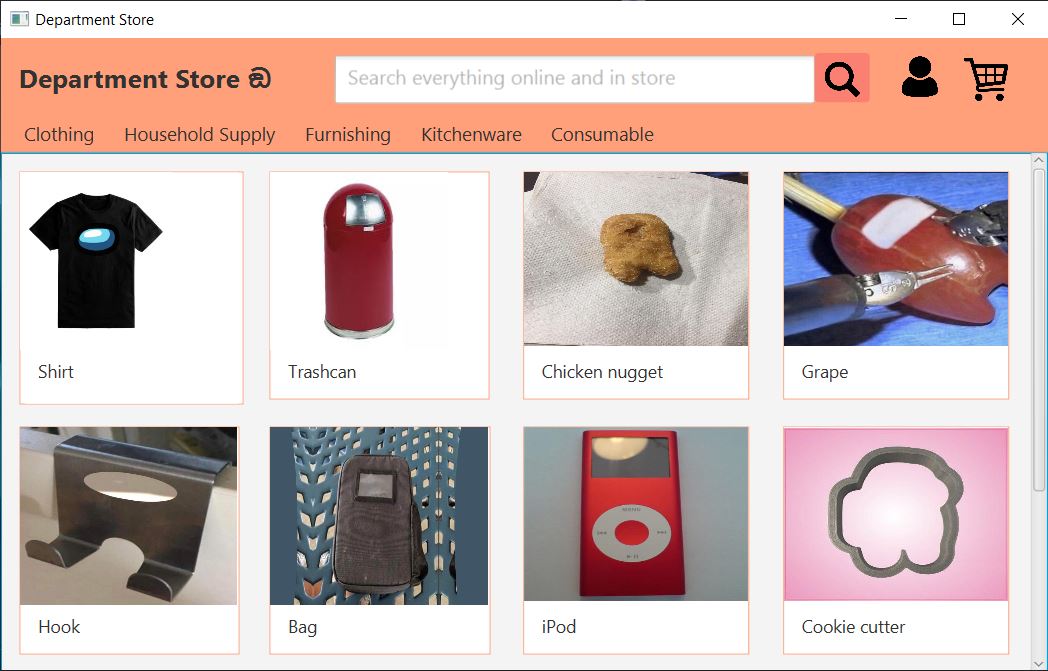 Department Store
Department Store ඞ
Search everything online and in store
Clothing Household Supply Furnishing Kitchenware Consumable
Shirt Trashcan Chicken nugget Grape
MENU
Hook Bag iPod Cookie cutter